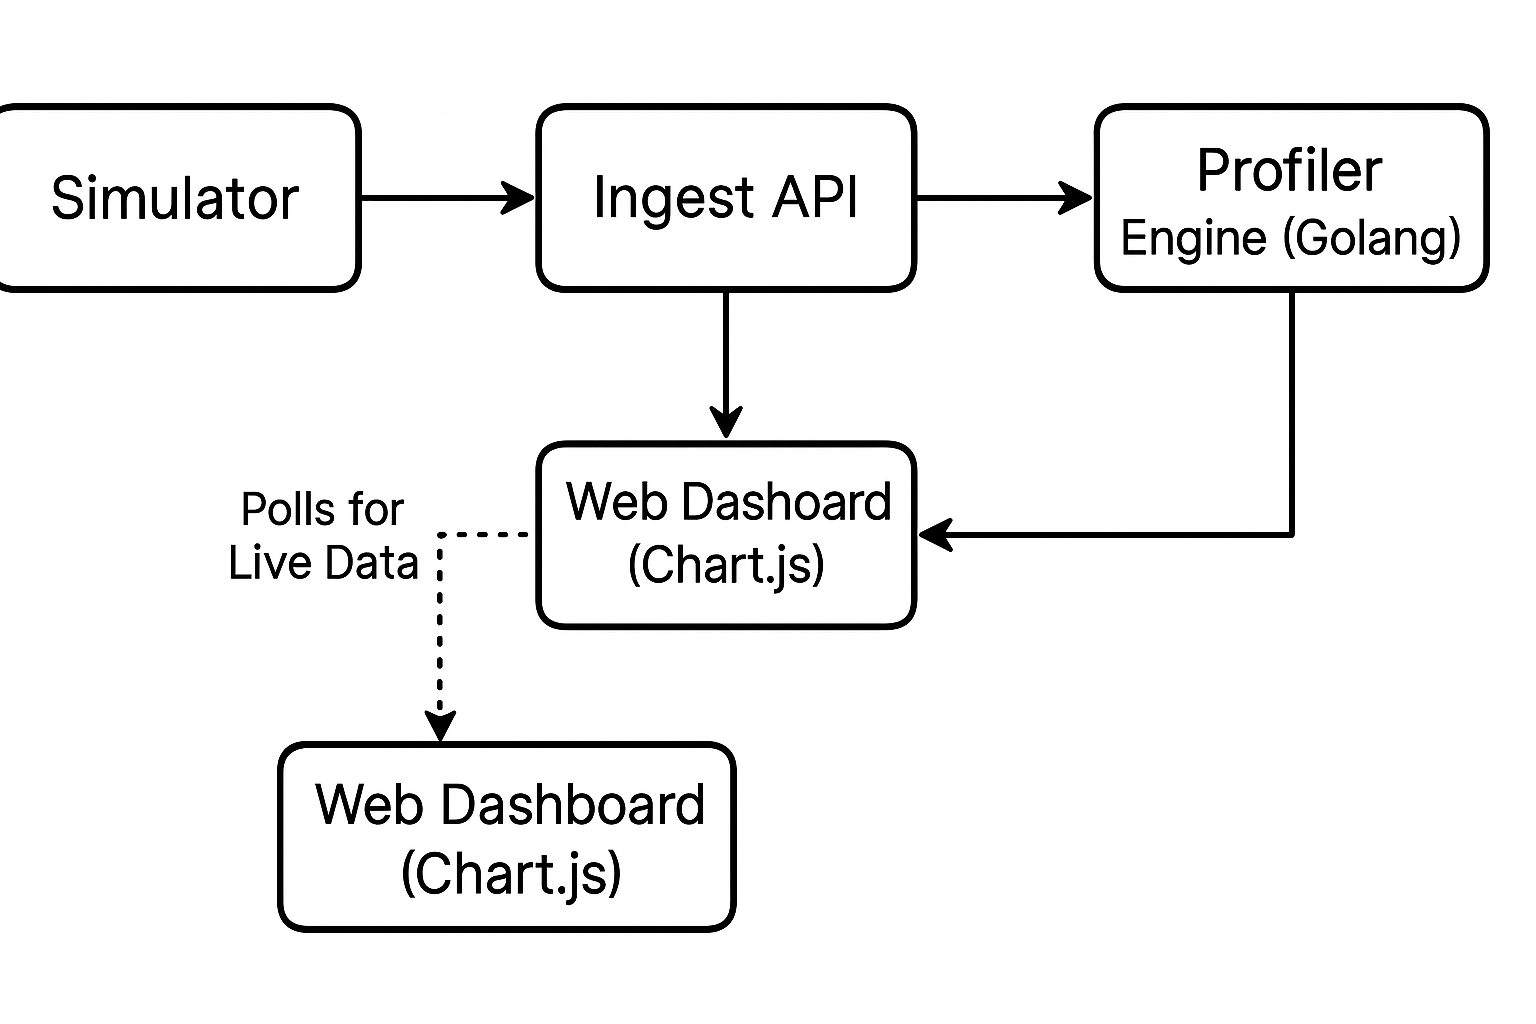 Simulator
Ingest API
Profiler
Engine (Golang)
Web Dashoard
(Chart.js)
Polls for
Live Data
Web Dashboard
(Chart.js)